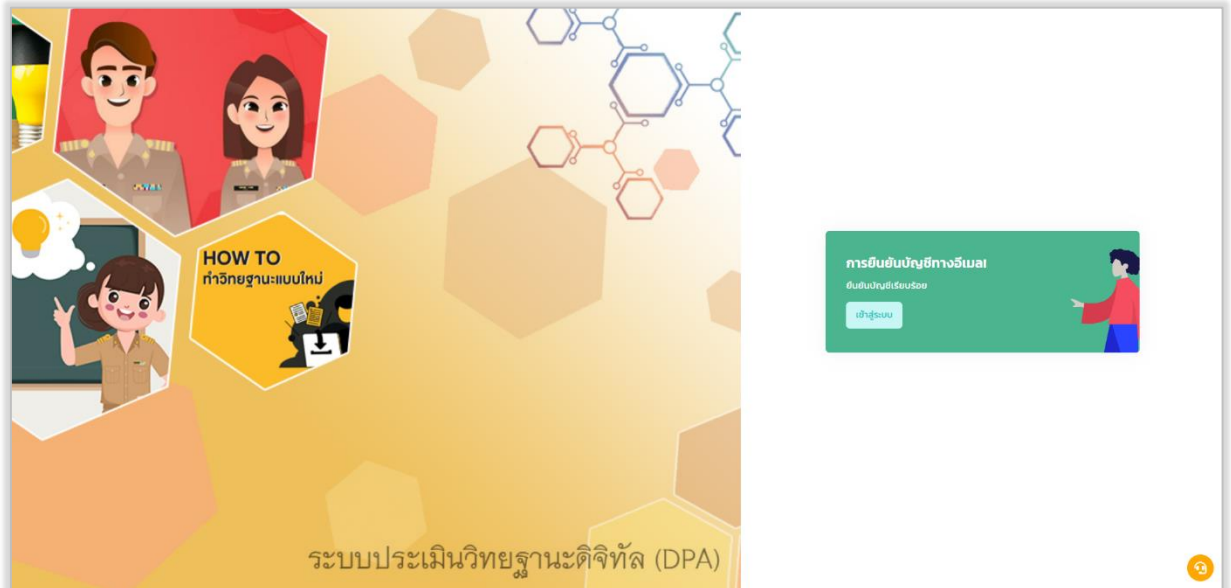 HOW TO
ทำวิทยฐานะแบบใหม่
ระบบประเมินวิทยฐานะดิจิทัล (DPA)
การยืนยันบัญชีทางอีเมล
ยืนยันบัญชีเรียบร้อย
เข้าสู่ระบบ